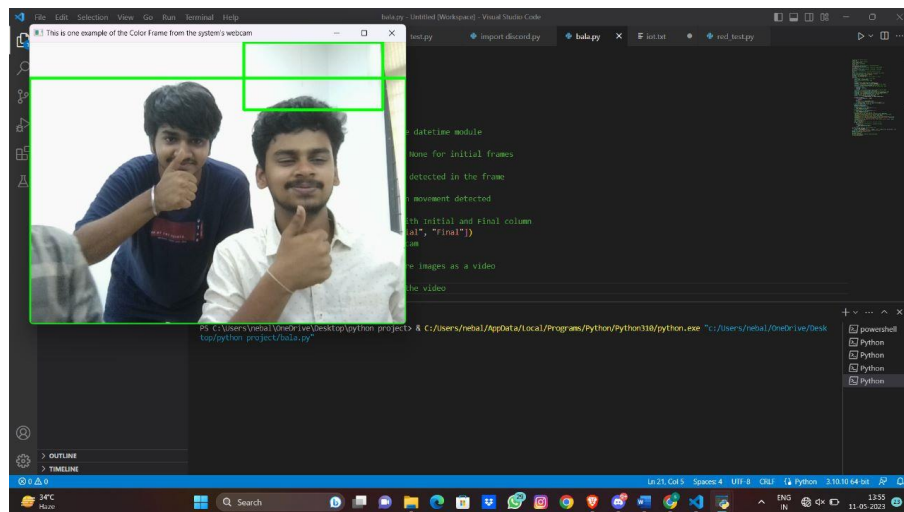 File Edit Selection View Go Run Terminal Help
bala.py - Untitled (Workspace) - Visual Studio Code
This is one example of the Color Frame from the system's webcam
test.py import discord.py bala.py iot.txt red_test.py
e datetime module
None for initial frames
detected in the frame
movement detected
ith Initial and Final column
ial", "Final"])
cam
re images as a video
the video
PS C:\Users\nebal\OneDrive\Desktop\python project> & C:/Users/nebal/AppData/Local/Programs/Python/Python310/python.exe "c:/Users/nebal/OneDrive/Desk
top/python project/bala.py"
powershell
Python
Python
Python
Python
OUTLINE
TIMELINE
0 0
Ln 21, Col 5 Spaces: 4 UTF-8 CRLF Python 3.10.10 64-bit
34°C
Haze
Search
ENG
IN
13:55
11-05-2023